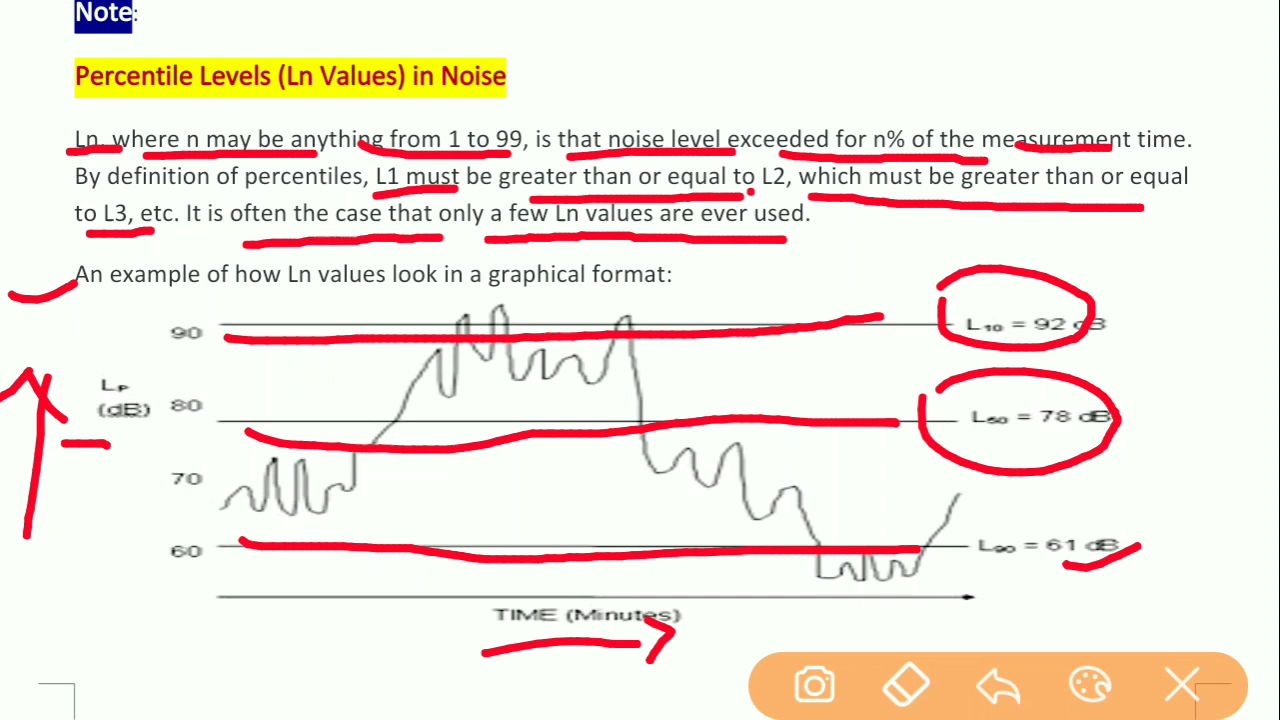 Note:
Percentile Levels (Ln Values) in Noise
Ln, where n may be anything from 1 to 99, is that noise level exceeded for n% of the measurement time.
By definition of percentiles, L1 must be greater than or equal to L2, which must be greater than or equal
to L3, etc. It is often the case that only a few Ln values are ever used.
An example of how Ln values look in a graphical format:
90
L₁₀ = 92 dB
LP
(dB)
80
L₅₀ = 78 dB
70
60
L₉₀ = 61 dB
TIME (Minutes)